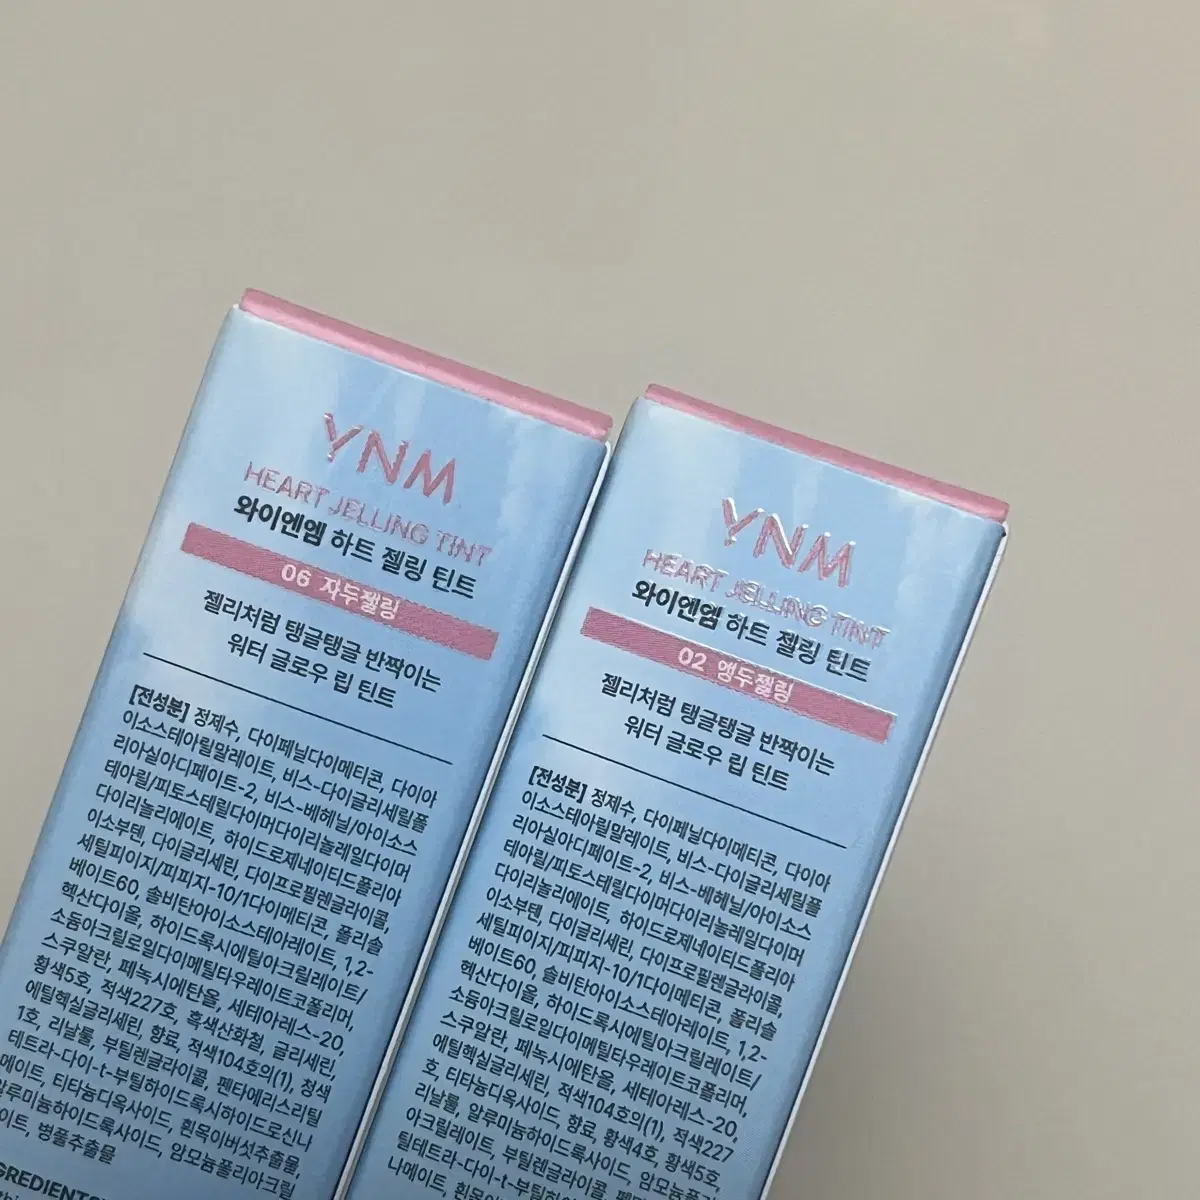 YNM
HEART JELLING TINT
와이엔엠 하트 젤링 틴트
06 자두젤링
젤리처럼 탱글탱글 반짝이는
워터 글로우 립 틴트
[전성분] 정제수, 다이페닐다이메티콘, 다이아
이소스테아릴말레이트, 비스-다이글리세릴폴
리아실아디페이트-2, 비스-베헤닐/아이소스
테아릴/피토스테릴다이머다이리놀레일다이머
다이리놀리에이트, 하이드로제네이티드폴리아
이소부텐, 다이글리세린, 다이프로필렌글라이콜,
세틸피이지/피피지-10/1다이메티콘, 폴리솔
베이트60, 솔비탄아이소스테아레이트, 1,2-
헥산다이올, 하이드록시에틸아크릴레이트/
소듐아크릴로일다이메틸타우레이트코폴리머,
스쿠알란, 페녹시에탄올, 세테아레스-20,
황색5호, 적색227호, 흑색산화철, 글리세린,
에틸헥실글리세린 향료, 적색104호의(1), 청색
1호, 리날룰, 부틸렌글라이콜, 펜타에리스리틸
테트라-다이-t-부틸하이드록시하이드로신나
메이트, 티타늄디옥사이드, 흰목이버섯추출물,
알루미늄하이드록사이드, 암모늄폴리아크릴
이트, 병풀추출물
YNM
HEART JELLING TINT
와이엔엠 하트 젤링 틴트
02 앵두젤링
젤리처럼 탱글탱글 반짝이는
워터 글로우 립 틴트
[전성분] 정제수, 다이페닐다이메티콘, 다이아
이소스테아릴말레이트, 비스-다이글리세릴폴
리아실아디페이트-2, 비스-베헤닐/아이소스
테아릴/피토스테릴다이머다이리놀레일다이머
다이리놀리에이트, 하이드로제네이티드폴리아
이소부텐, 다이글리세린, 다이프로필렌글라이콜,
세틸피이지/피피지-10/1다이메티콘, 폴리솔
베이트60, 솔비탄아이소스테아레이트, 1,2-
헥산다이올, 하이드록시에틸아크릴레이트/
소듐아크릴로일다이메틸타우레이트코폴리머,
스쿠알란, 페녹시에탄올, 세테아레스-20,
에틸헥실글리세린, 적색104호의(1), 적색227
호, 티타늄디옥사이드, 향료, 황색4호, 황색5호,
리날룰, 알루미늄하이드록사이드, 암모늄폴리
아크릴레이트, 부틸렌글라이콜,
틸테트라-다이-t-부틸하이드록시
나메이트,